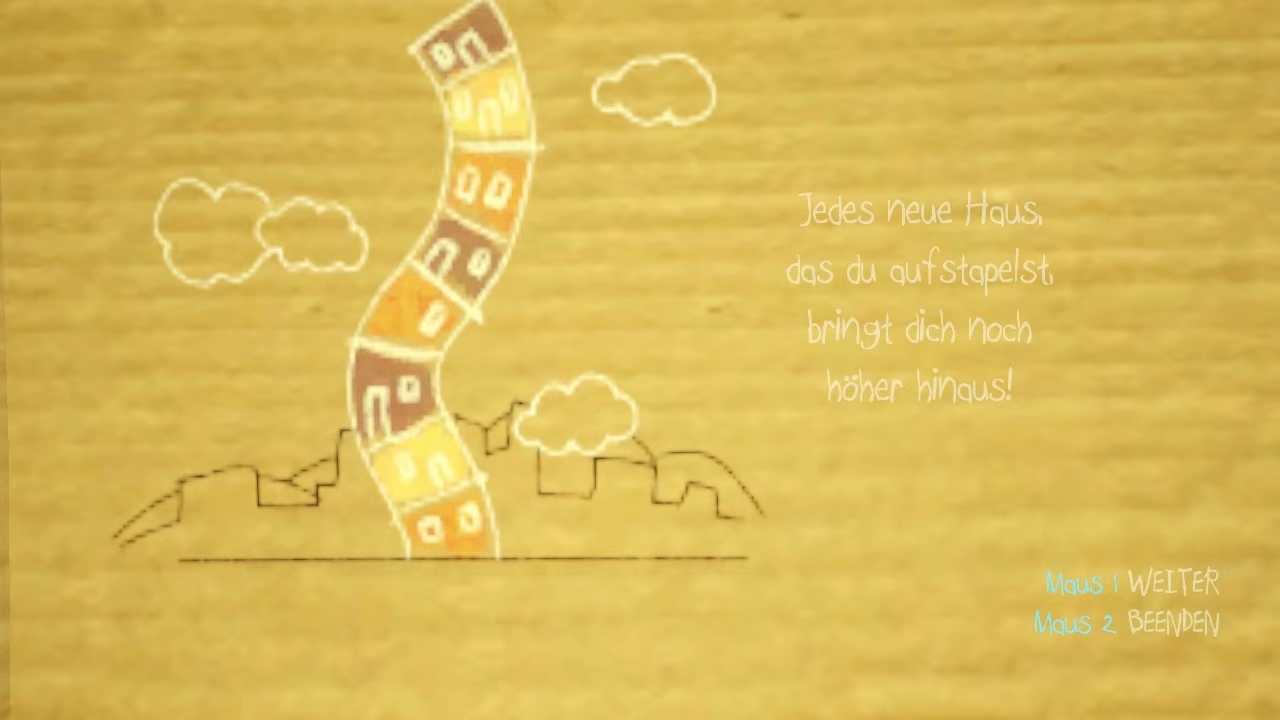 Jedes neue Haus,
das du aufstapelst,
bringt dich noch
höher hinaus!
Maus 1 WEITER
Maus 2 BEENDEN